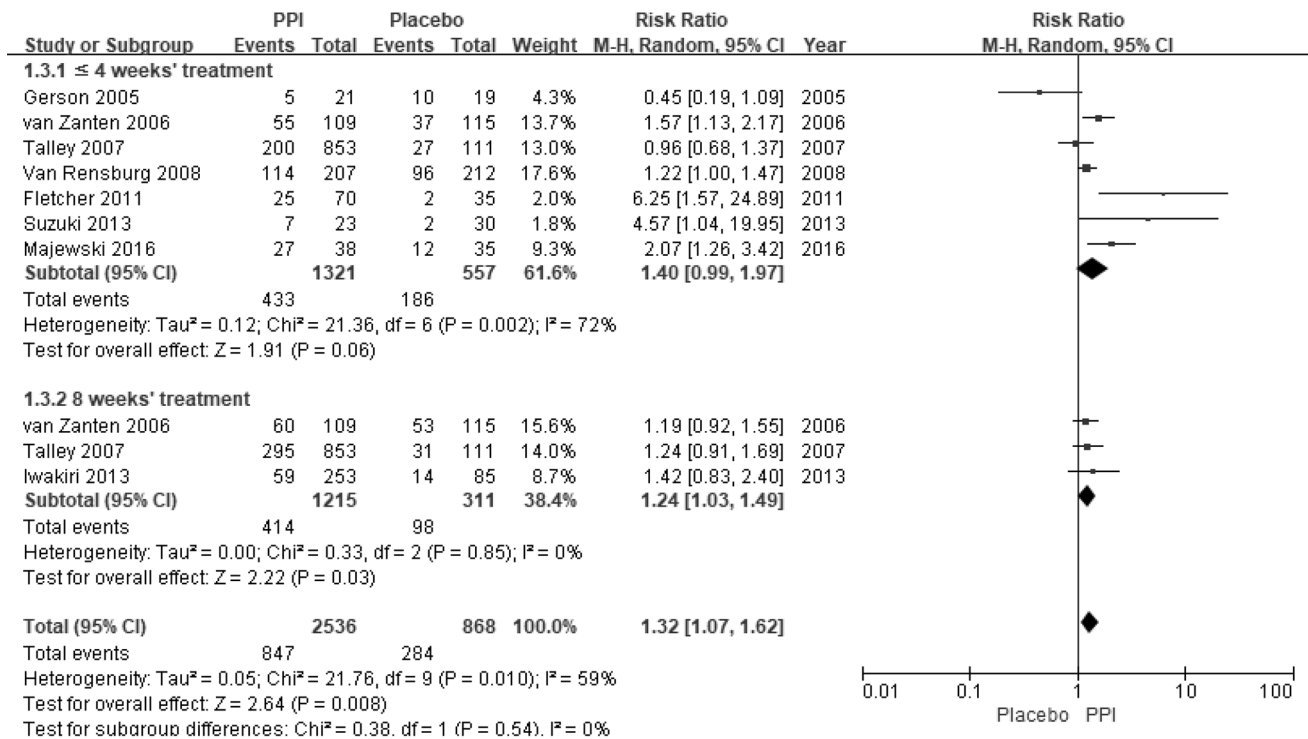 PPI Placebo Risk Ratio Risk Ratio
Study or Subgroup Events Total Events Total Weight M-H, Random, 95% CI Year M-H, Random, 95% CI
1.3.1 ≤ 4 weeks' treatment
Gerson 2005 5 21 10 19 4.3% 0.45 [0.19, 1.09] 2005
van Zanten 2006 55 109 37 115 13.7% 1.57 [1.13, 2.17] 2006
Talley 2007 200 853 27 111 13.0% 0.96 [0.68, 1.37] 2007
Van Rensburg 2008 114 207 96 212 17.6% 1.22 [1.00, 1.47] 2008
Fletcher 2011 25 70 2 35 2.0% 6.25 [1.57, 24.89] 2011
Suzuki 2013 7 23 2 30 1.8% 4.57 [1.04, 19.95] 2013
Majewski 2016 27 38 12 35 9.3% 2.07 [1.26, 3.42] 2016
Subtotal (95% CI) 1321 557 61.6% 1.40 [0.99, 1.97]
Total events 433 186
Heterogeneity: Tau² = 0.12; Chi² = 21.36, df = 6 (P = 0.002); I² = 72%
Test for overall effect: Z = 1.91 (P = 0.06)
1.3.2 8 weeks' treatment
van Zanten 2006 60 109 53 115 15.6% 1.19 [0.92, 1.55] 2006
Talley 2007 295 853 31 111 14.0% 1.24 [0.91, 1.69] 2007
Iwakiri 2013 59 253 14 85 8.7% 1.42 [0.83, 2.40] 2013
Subtotal (95% CI) 1215 311 38.4% 1.24 [1.03, 1.49]
Total events 414 98
Heterogeneity: Tau² = 0.00; Chi² = 0.33, df = 2 (P = 0.85); I² = 0%
Test for overall effect: Z = 2.22 (P = 0.03)
Total (95% CI) 2536 868 100.0% 1.32 [1.07, 1.62]
Total events 847 284
Heterogeneity: Tau² = 0.05; Chi² = 21.76, df = 9 (P = 0.010); I² = 59%
Test for overall effect: Z = 2.64 (P = 0.008)
Test for subgroup differences: Chi² = 0.38, df = 1 (P = 0.54), I² = 0%
0.01 0.1 1 10 100
Placebo PPI